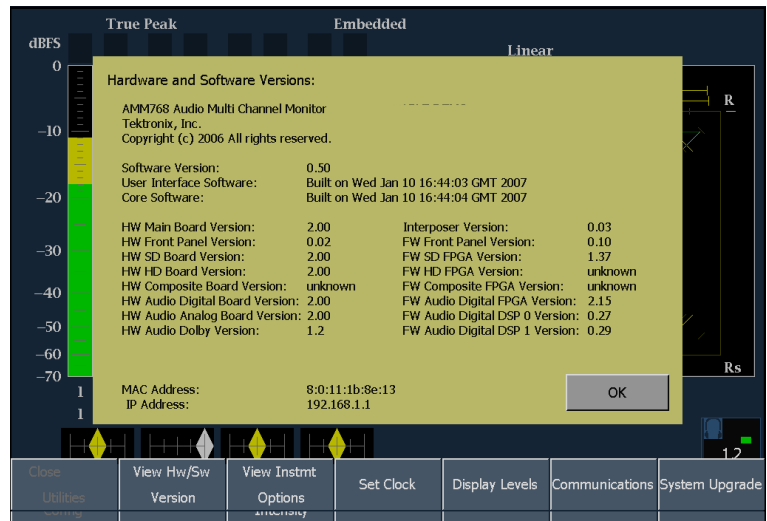 True Peak Embedded
dBFS
Linear
0
Hardware and Software Versions:
R
AMM768 Audio Multi Channel Monitor
Tektronix, Inc.
Copyright (c) 2006 All rights reserved.
-10
Software Version: 0.50
User Interface Software: Built on Wed Jan 10 16:44:03 GMT 2007
Core Software: Built on Wed Jan 10 16:44:04 GMT 2007
-20
HW Main Board Version: 2.00 Interposer Version: 0.03
HW Front Panel Version: 0.02 FW Front Panel Version: 0.10
HW SD Board Version: 2.00 FW SD FPGA Version: 1.37
-30
HW HD Board Version: 2.00 FW HD FPGA Version: unknown
HW Composite Board Version: unknown FW Composite FPGA Version: unknown
-40
HW Audio Digital Board Version: 2.00 FW Audio Digital FPGA Version: 2.15
HW Audio Analog Board Version: 2.00 FW Audio Digital DSP 0 Version: 0.27
-50
HW Audio Dolby Version: 1.2 FW Audio Digital DSP 1 Version: 0.29
-60
Rs
-70
MAC Address: 8:0:11:1b:8e:13
1
OK
IP Address: 192.168.1.1
1
1.2
Close Utilities
View Hw/Sw Version
View Instmt Options
Set Clock
Display Levels
Communications
System Upgrade
Config
Intensity